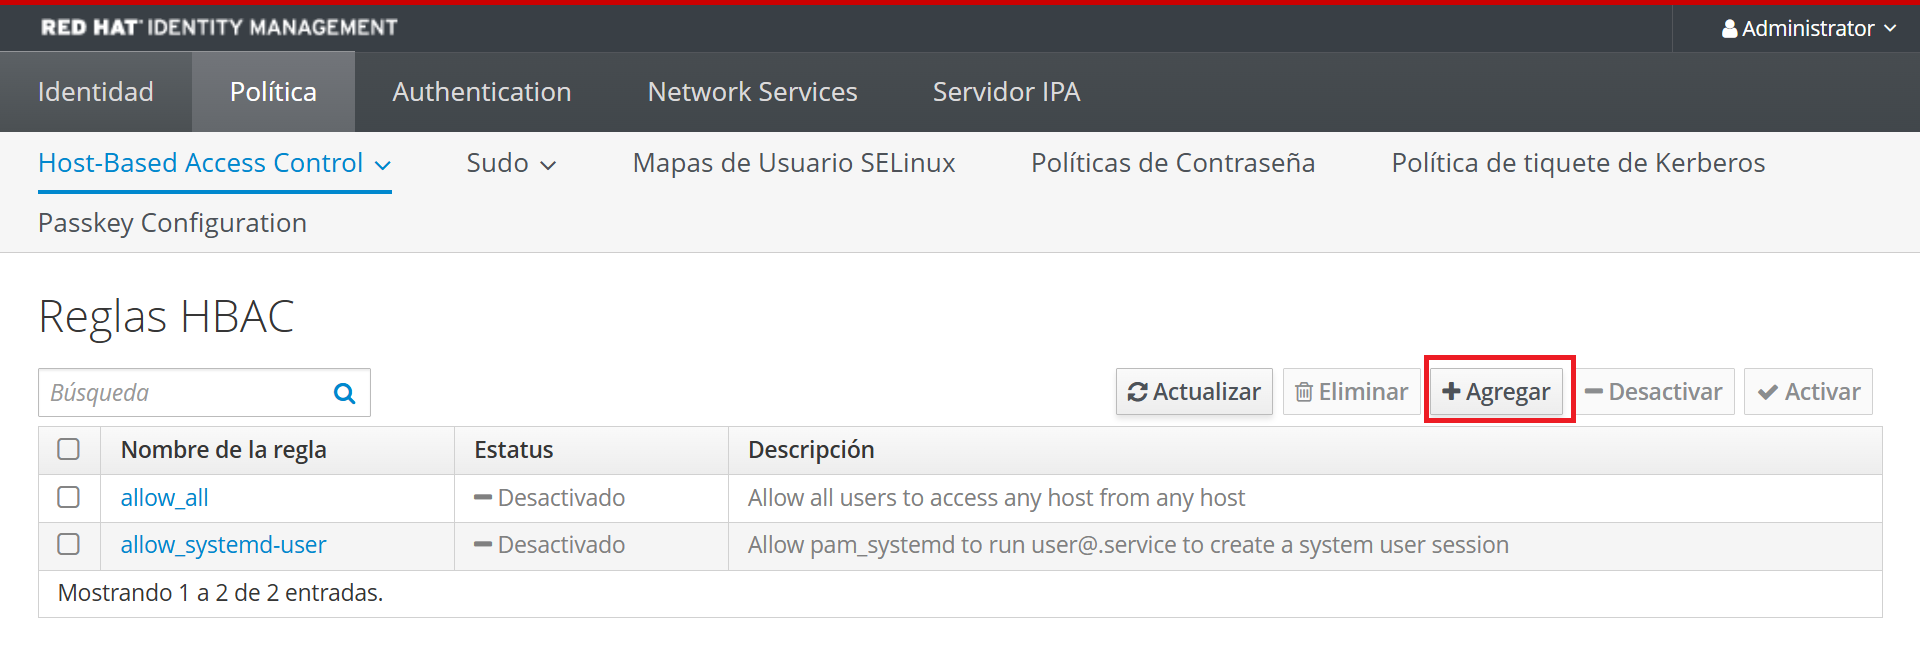 RED HAT IDENTITY MANAGEMENT
Administrator
Identidad Política Authentication Network Services Servidor IPA
Host-Based Access Control Sudo Mapas de Usuario SELinux Políticas de Contraseña Política de tiquete de Kerberos
Passkey Configuration
Reglas HBAC
Búsqueda Actualizar Eliminar Agregar Desactivar Activar
Nombre de la regla Estatus Descripción
allow_all Desactivado Allow all users to access any host from any host
allow_systemd-user Desactivado Allow pam_systemd to run user@.service to create a system user session
Mostrando 1 a 2 de 2 entradas.